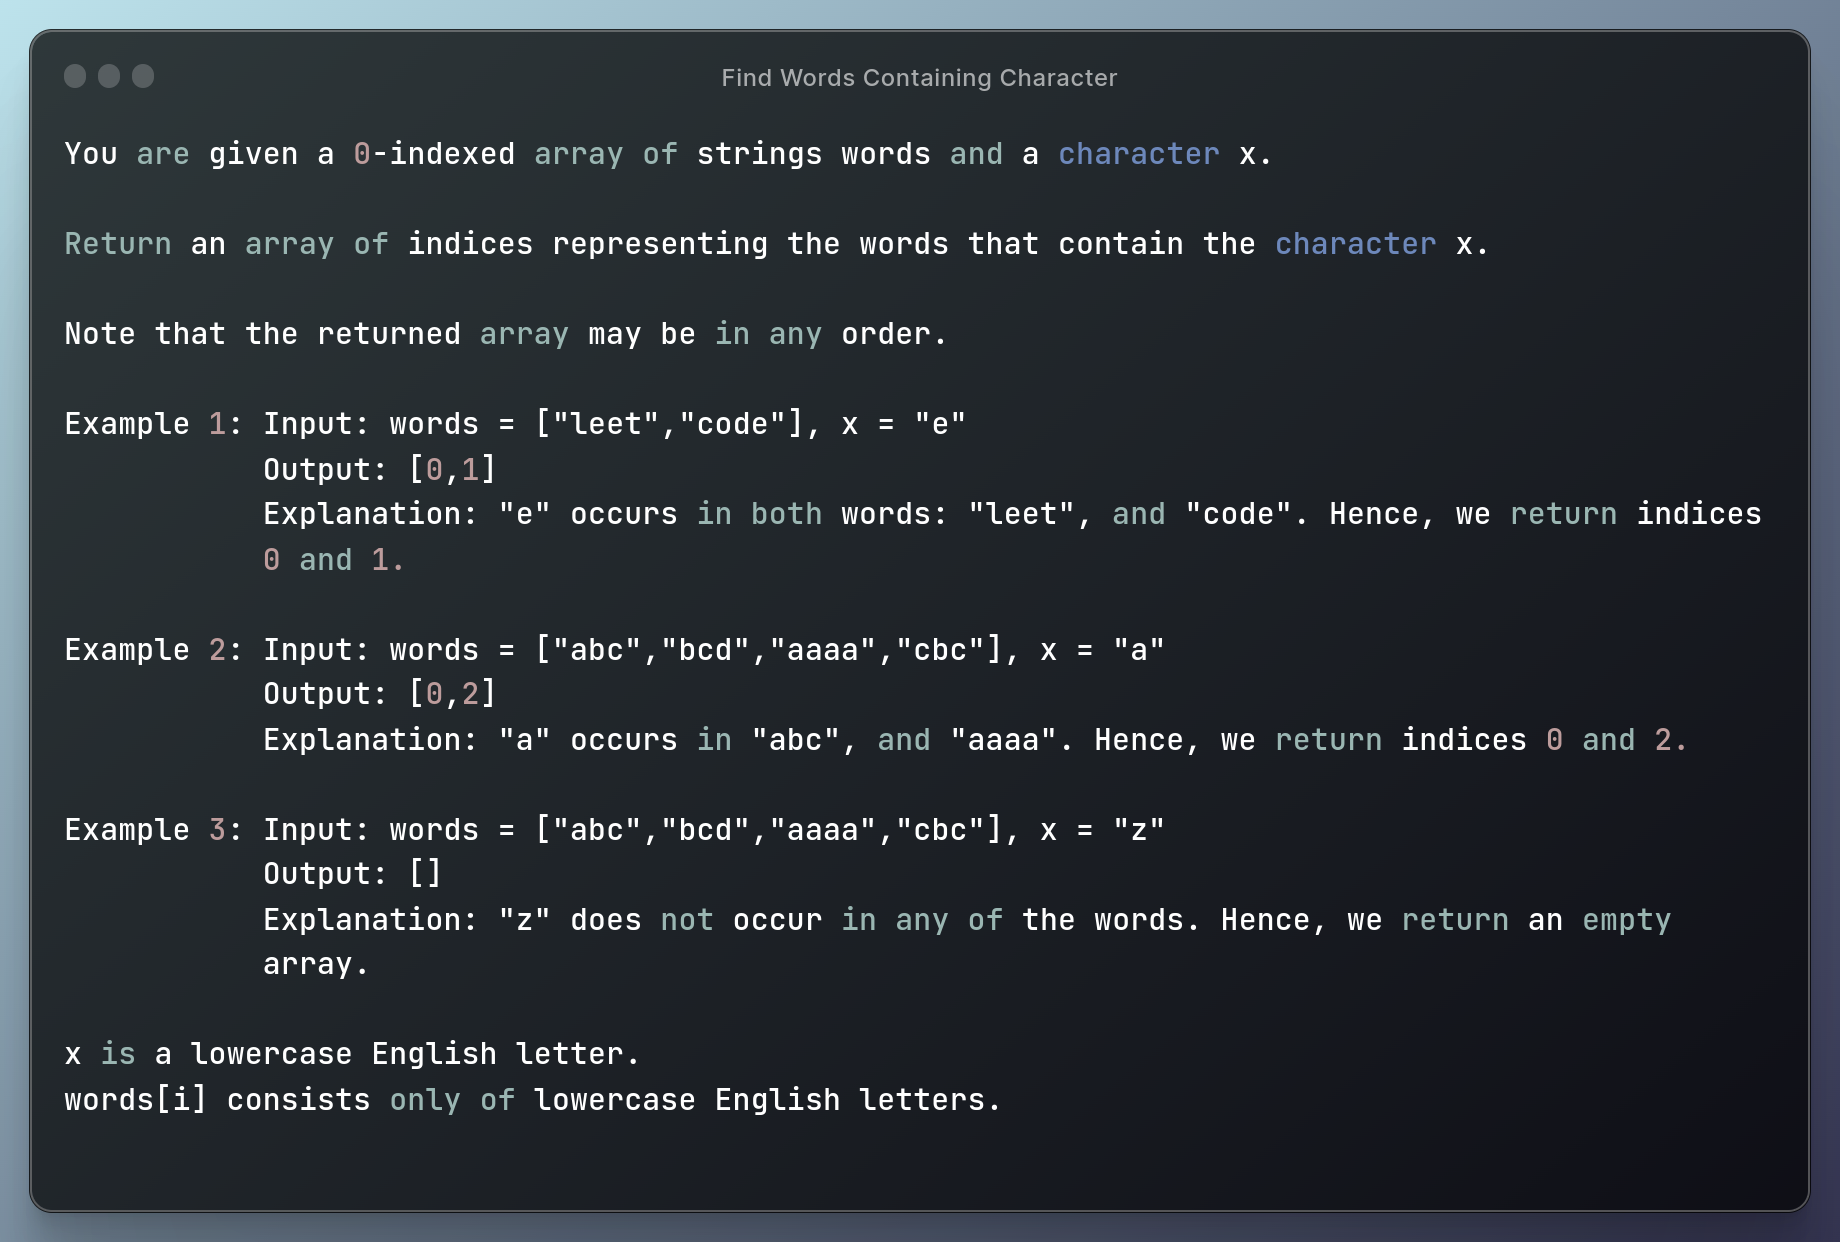 Find Words Containing Character
You are given a 0-indexed array of strings words and a character x.
Return an array of indices representing the words that contain the character x.
Note that the returned array may be in any order.
Example 1: Input: words = ["leet","code"], x = "e"
Output: [0,1]
Explanation: "e" occurs in both words: "leet", and "code". Hence, we return indices
0 and 1.
Example 2: Input: words = ["abc","bcd","aaaa","cbc"], x = "a"
Output: [0,2]
Explanation: "a" occurs in "abc", and "aaaa". Hence, we return indices 0 and 2.
Example 3: Input: words = ["abc","bcd","aaaa","cbc"], x = "z"
Output: []
Explanation: "z" does not occur in any of the words. Hence, we return an empty
array.
x is a lowercase English letter.
words[i] consists only of lowercase English letters.